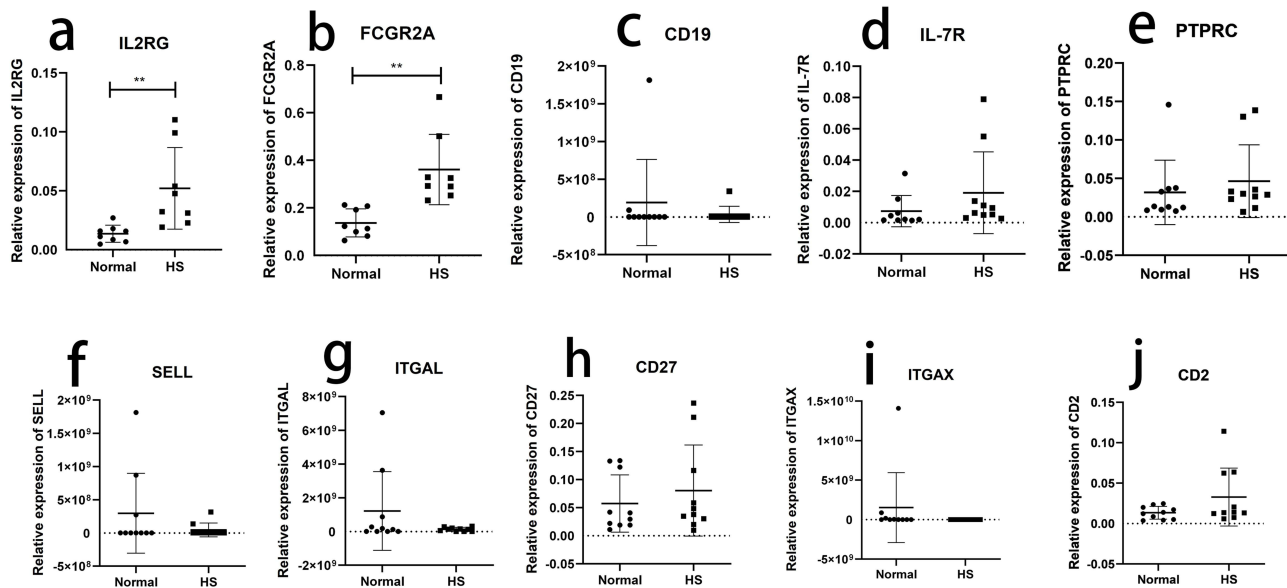 a
IL2RG
Relative expression of IL2RG
0.15
0.10
0.05
0.00
**
Normal
HS
b
FCGR2A
Relative expression of FCGR2A
0.8
0.6
0.4
0.2
0.0
**
Normal
HS
c
CD19
Relative expression of CD19
2×10⁹
1.5×10⁹
1×10⁹
5×10⁸
0
-5×10⁸
Normal
HS
d
IL-7R
Relative expression of IL-7R
0.10
0.08
0.06
0.04
0.02
0.00
-0.02
Normal
HS
e
PTPRC
Relative expression of PTPRC
0.20
0.15
0.10
0.05
0.00
-0.05
Normal
HS
f
SELL
Relative expression of SELL
2×10⁹
1×10⁹
5×10⁸
0
-5×10⁸
Normal
HS
g
ITGAL
Relative expression of ITGAL
8×10⁹
6×10⁹
4×10⁹
2×10⁹
0
-2×10⁹
Normal
HS
h
CD27
Relative expression of CD27
0.25
0.20
0.15
0.10
0.05
0.00
-0.05
Normal
HS
i
ITGAX
Relative expression of ITGAX
1.5×10¹⁰
1×10¹⁰
5×10⁹
0
-5×10⁹
Normal
HS
j
CD2
Relative expression of CD2
0.15
0.10
0.05
0.00
-0.05
Normal
HS